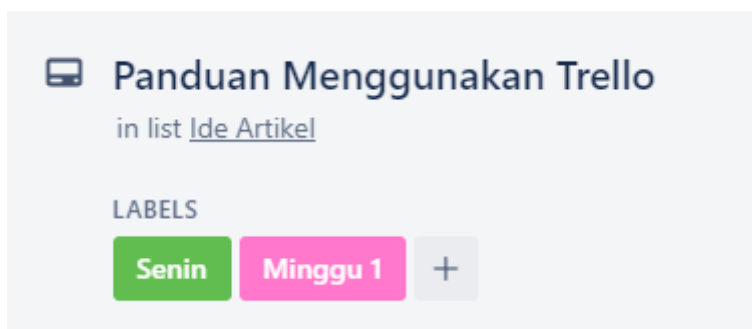 Panduan Menggunakan Trello
in list Ide Artikel
LABELS
Senin Minggu 1 +